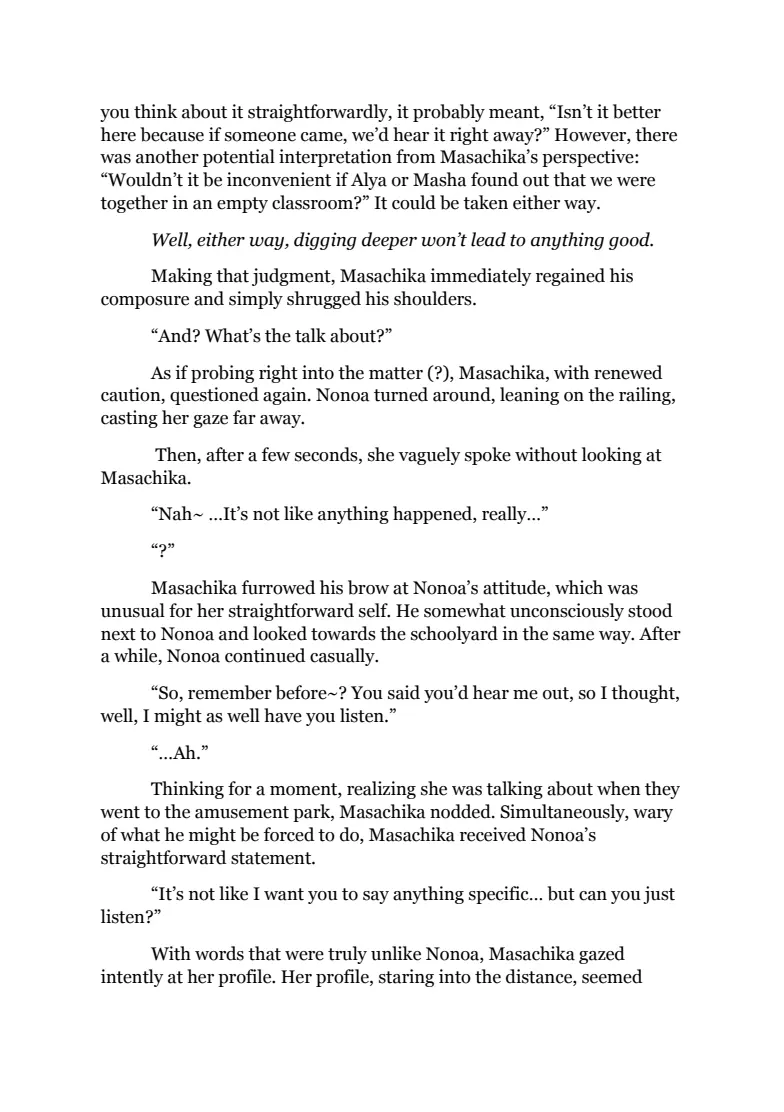 you think about it straightforwardly, it probably meant, “Isn’t it better
here because if someone came, we’d hear it right away?” However, there
was another potential interpretation from Masachika’s perspective:
“Wouldn’t it be inconvenient if Alya or Masha found out that we were
together in an empty classroom?” It could be taken either way.
Well, either way, digging deeper won’t lead to anything good.
Making that judgment, Masachika immediately regained his
composure and simply shrugged his shoulders.
“And? What’s the talk about?”
As if probing right into the matter (?), Masachika, with renewed
caution, questioned again. Nonoa turned around, leaning on the railing,
casting her gaze far away.
Then, after a few seconds, she vaguely spoke without looking at
Masachika.
“Nah~ …It’s not like anything happened, really…”
“?”
Masachika furrowed his brow at Nonoa’s attitude, which was
unusual for her straightforward self. He somewhat unconsciously stood
next to Nonoa and looked towards the schoolyard in the same way. After
a while, Nonoa continued casually.
“So, remember before~? You said you’d hear me out, so I thought,
well, I might as well have you listen.”
“…Ah.”
Thinking for a moment, realizing she was talking about when they
went to the amusement park, Masachika nodded. Simultaneously, wary
of what he might be forced to do, Masachika received Nonoa’s
straightforward statement.
“It’s not like I want you to say anything specific… but can you just
listen?”
With words that were truly unlike Nonoa, Masachika gazed
intently at her profile. Her profile, staring into the distance, seemed